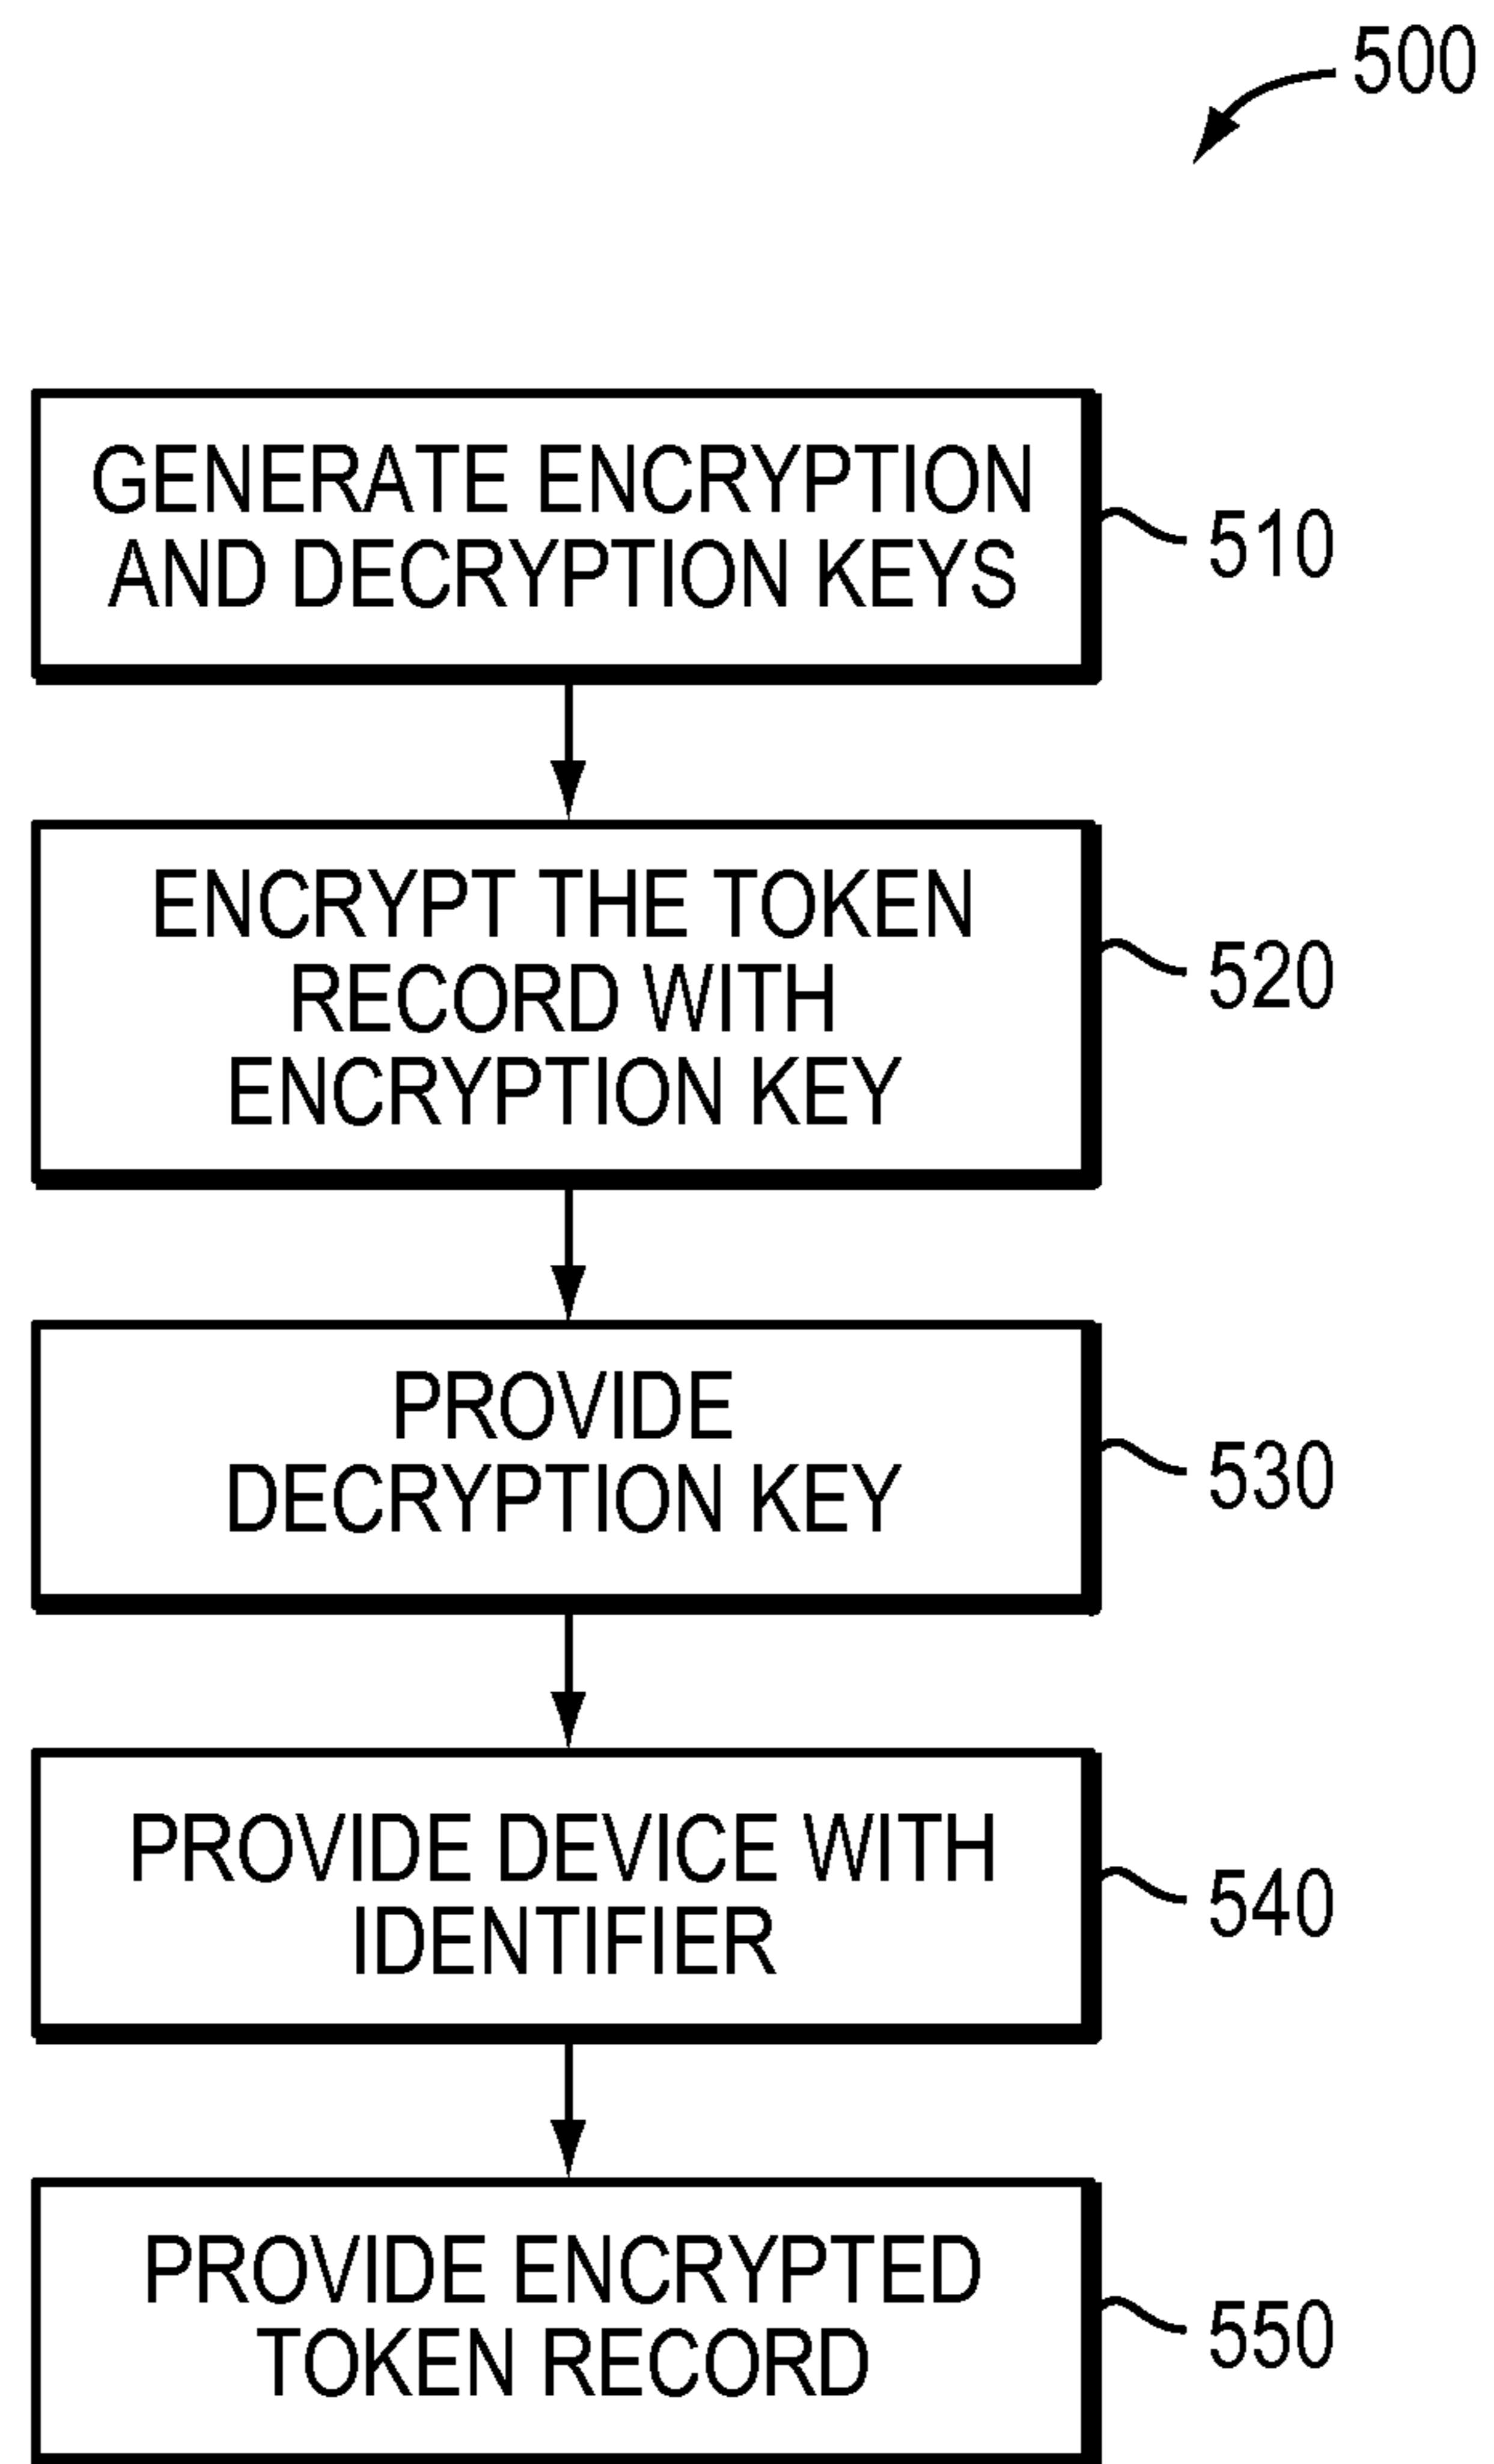 500
GENERATE ENCRYPTION
AND DECRYPTION KEYS
510
ENCRYPT THE TOKEN
RECORD WITH
ENCRYPTION KEY
520
PROVIDE
DECRYPTION KEY
530
PROVIDE DEVICE WITH
IDENTIFIER
540
PROVIDE ENCRYPTED
TOKEN RECORD
550